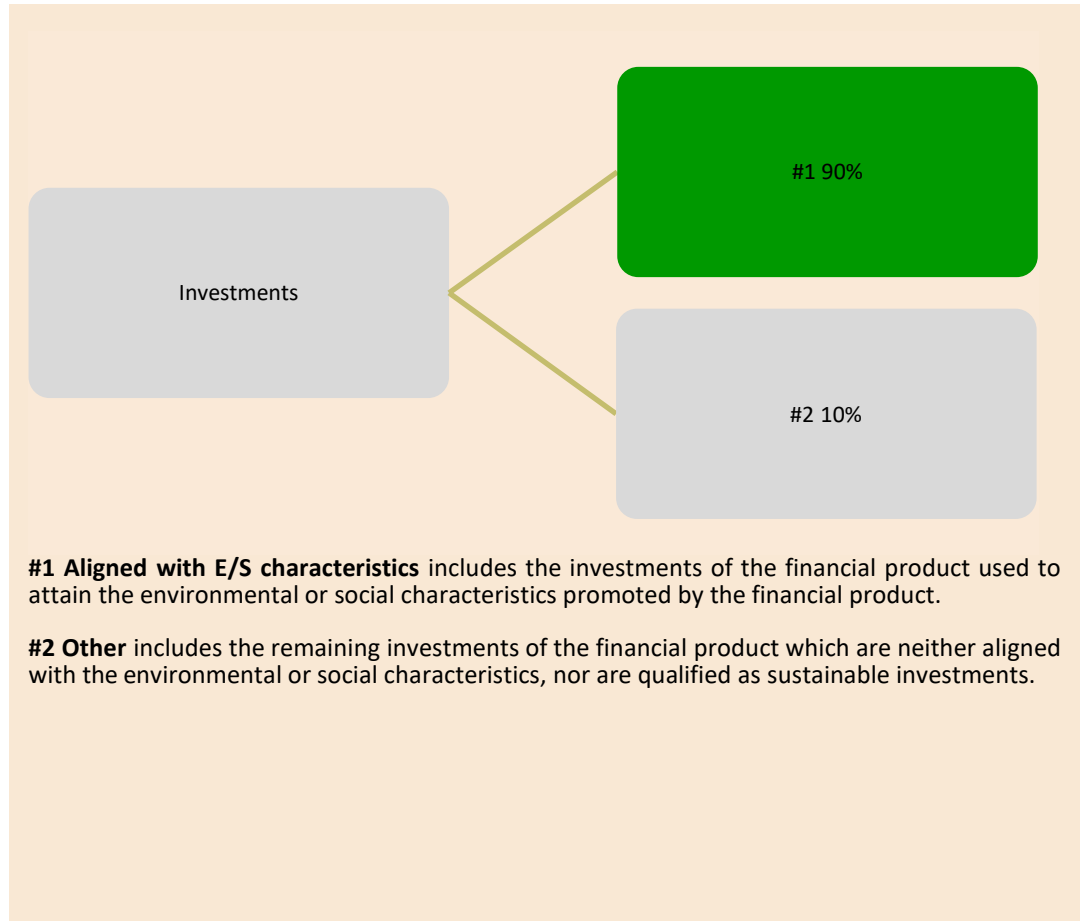 #1 90%
Investments
#2 10%
#1 Aligned with E/S characteristics includes the investments of the financial product used to
attain the environmental or social characteristics promoted by the financial product.
#2 Other includes the remaining investments of the financial product which are neither aligned
with the environmental or social characteristics, nor are qualified as sustainable investments.